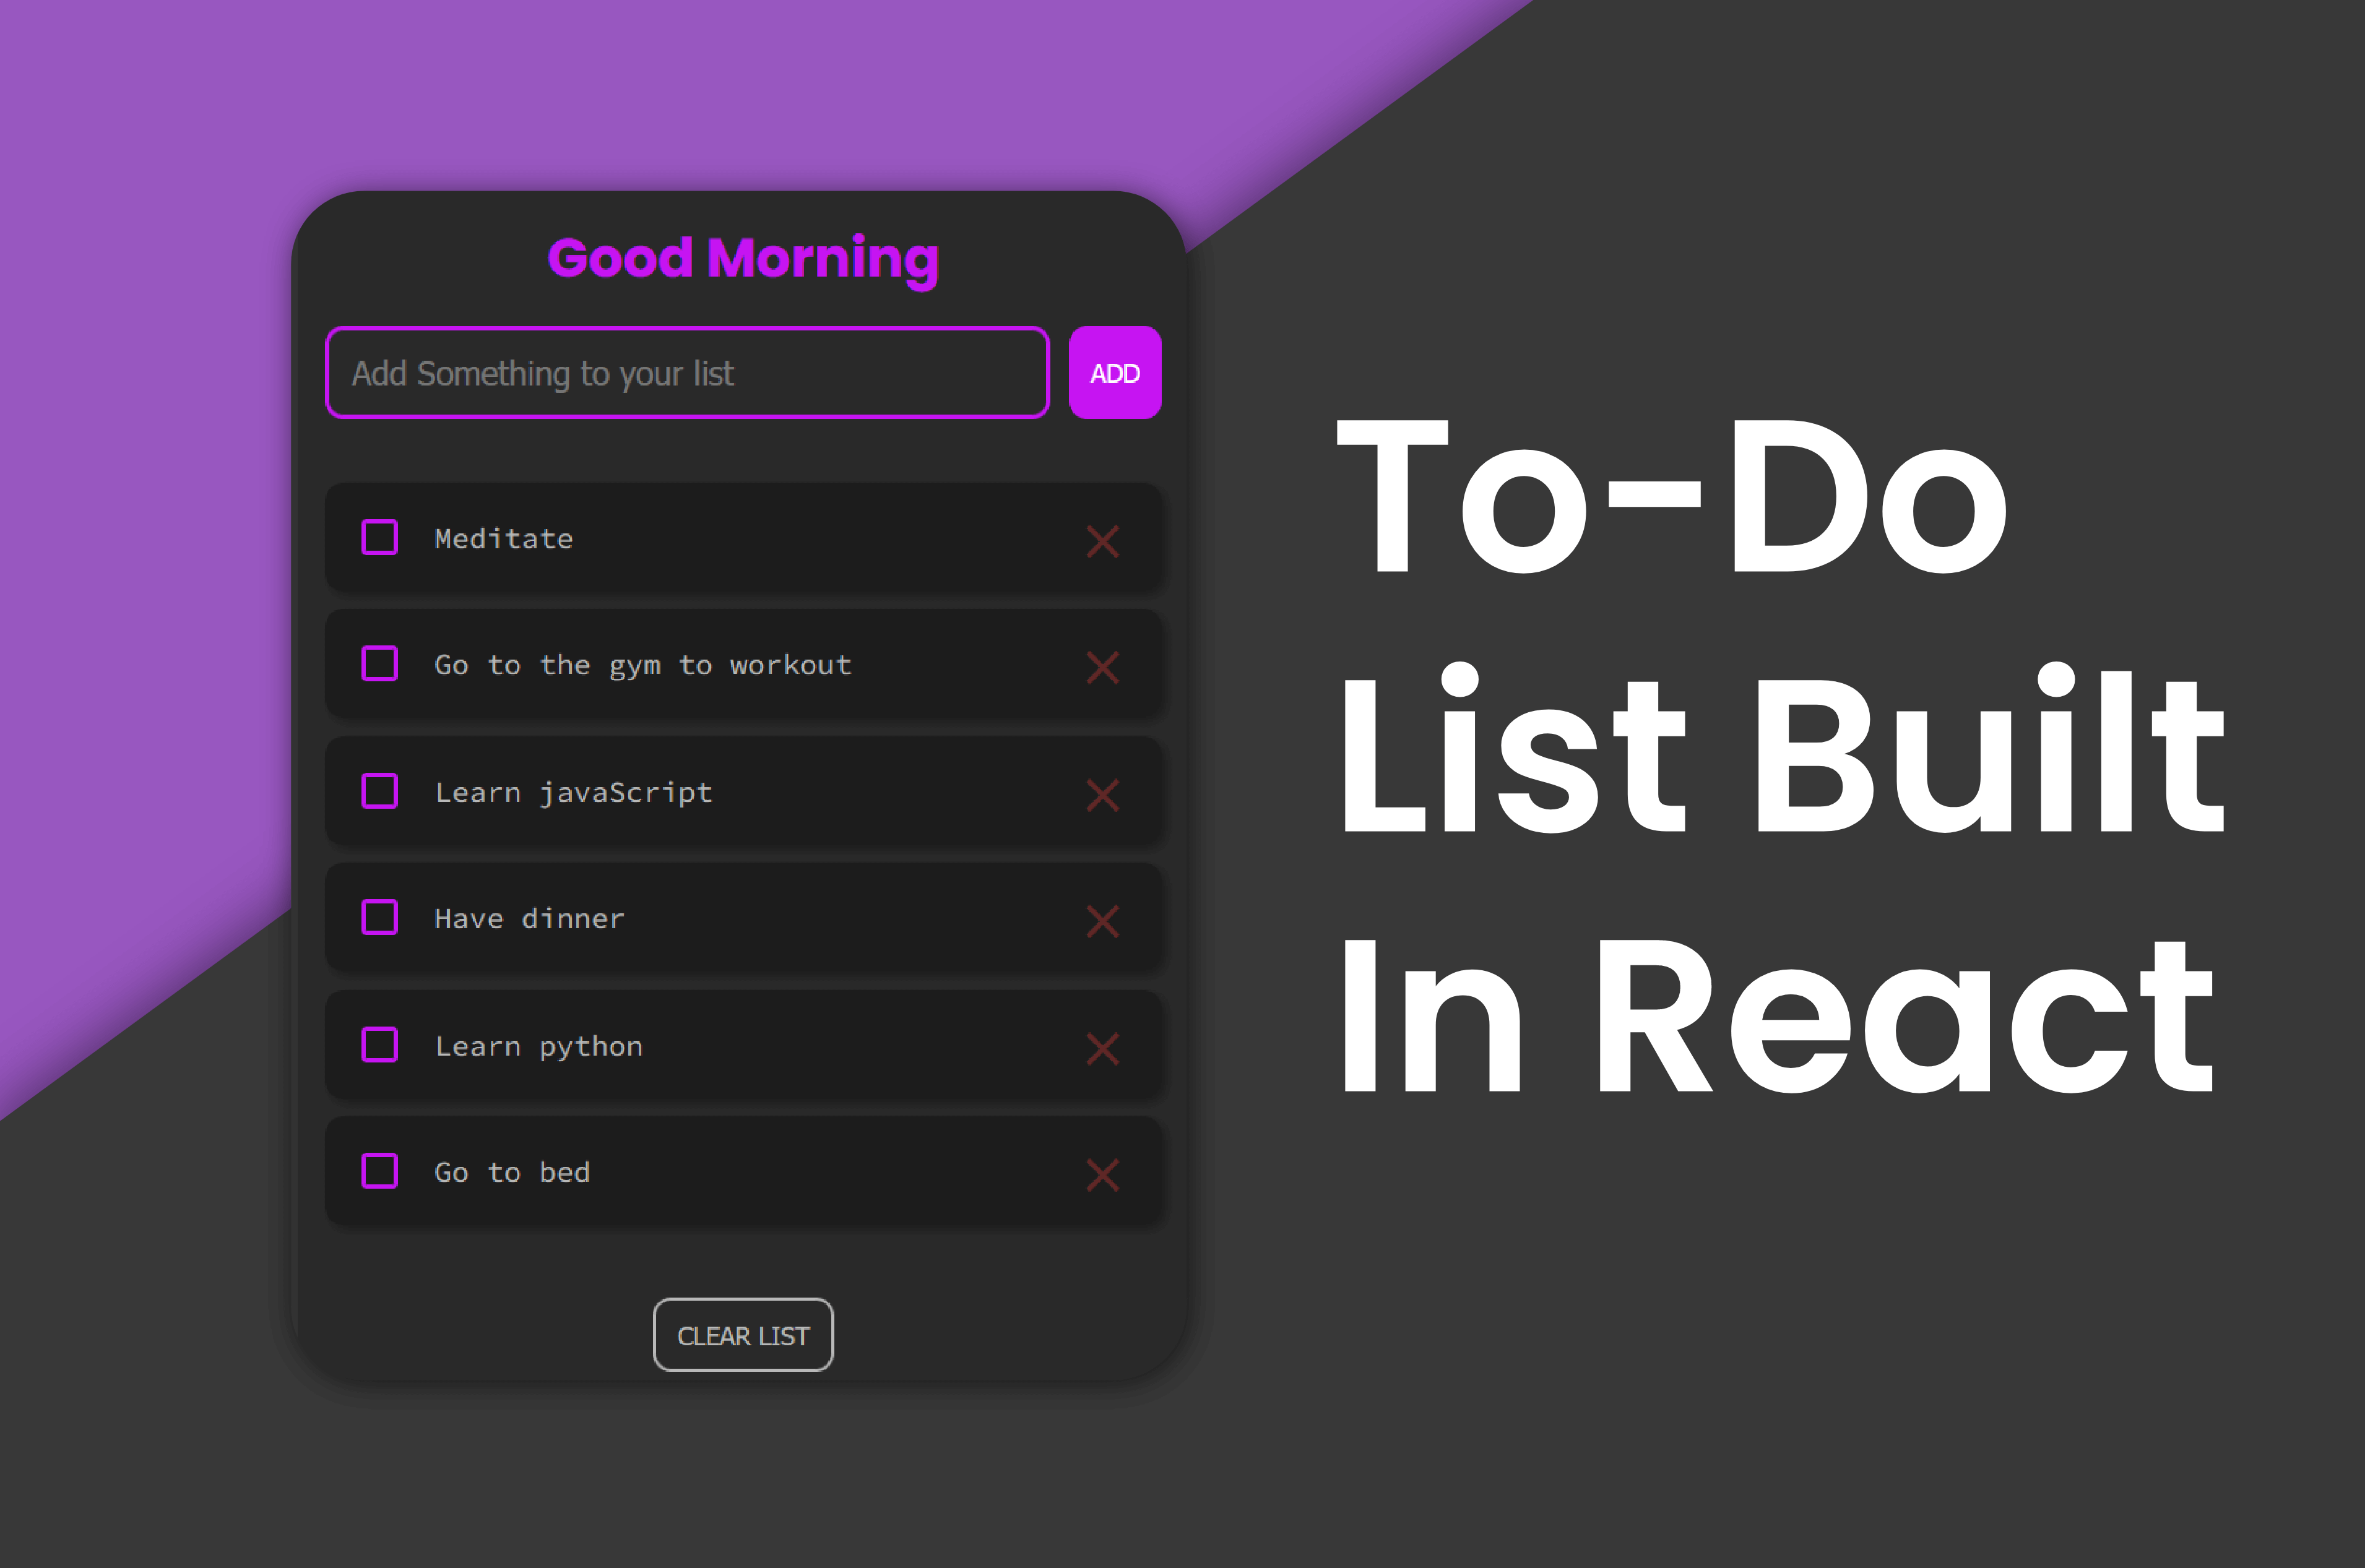 Good Morning
Add Something to your list
ADD
Meditate
Go to the gym to workout
Learn javaScript
Have dinner
Learn python
Go to bed
CLEAR LIST
To-Do
List Built
In React